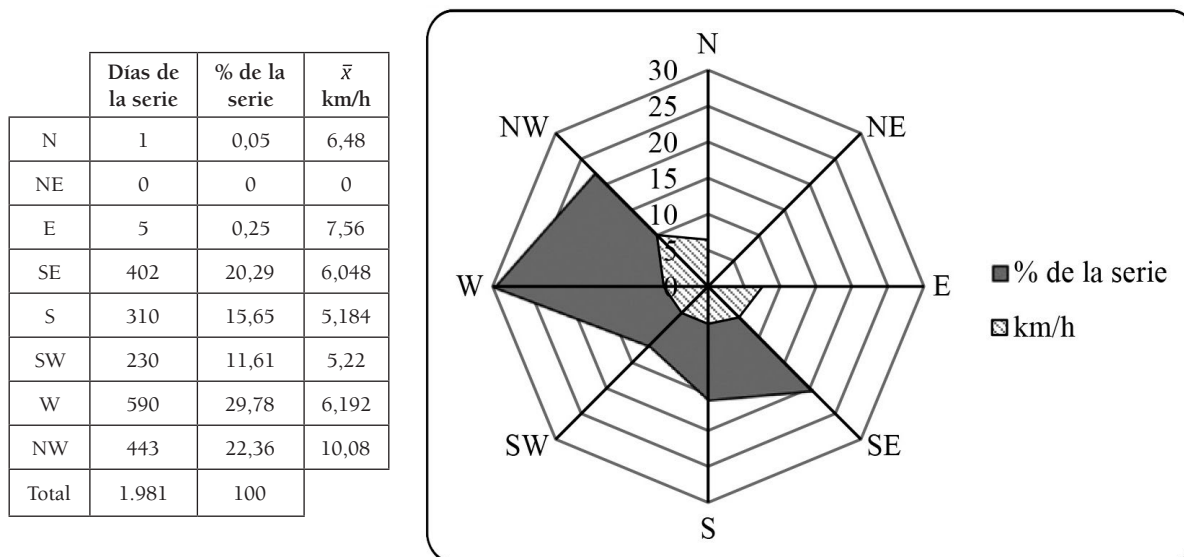 Días de la serie % de la serie x̄ km/h
N 1 0,05 6,48
NE 0 0 0
E 5 0,25 7,56
SE 402 20,29 6,048
S 310 15,65 5,184
SW 230 11,61 5,22
W 590 29,78 6,192
NW 443 22,36 10,08
Total 1.981 100
N
30
25
20
15
10
5
0
NE
E
SE
S
SW
W
NW
% de la serie
km/h